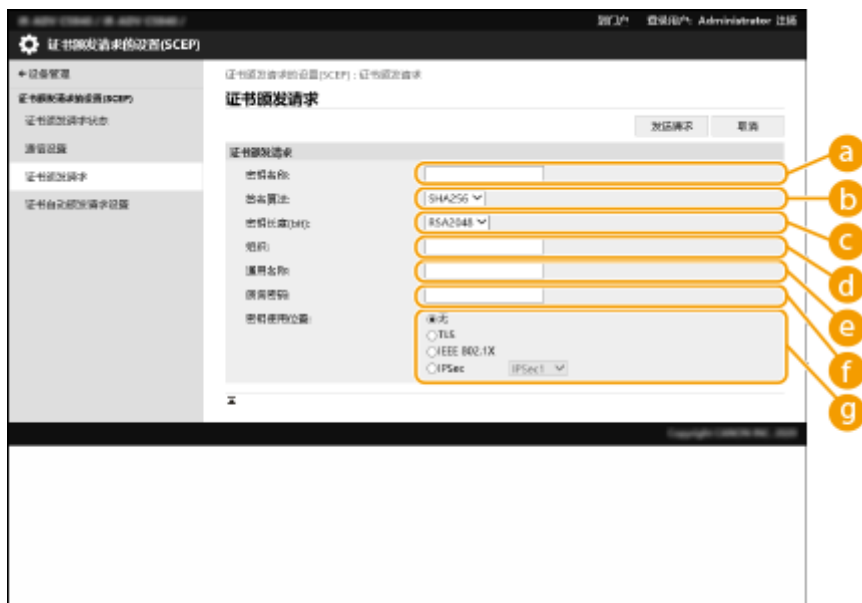 到门户 登录用户: Administrator 注销
证书颁发请求的设置(SCEP)
设备管理
证书颁发请求的设置(SCEP)
证书颁发请求状态
通信设置
证书颁发请求
证书自动颁发请求设置
证书颁发请求的设置(SCEP) : 证书颁发请求
证书颁发请求
发送请求 取消
证书颁发请求
密钥名称: a
签名算法: SHA256 b
密钥长度(bit): RSA2048 c
组织: d
通用名称: e
质询密码: f
密钥使用位置: 无
TLS
IEEE 802.1X
IPSec IPSec1
g